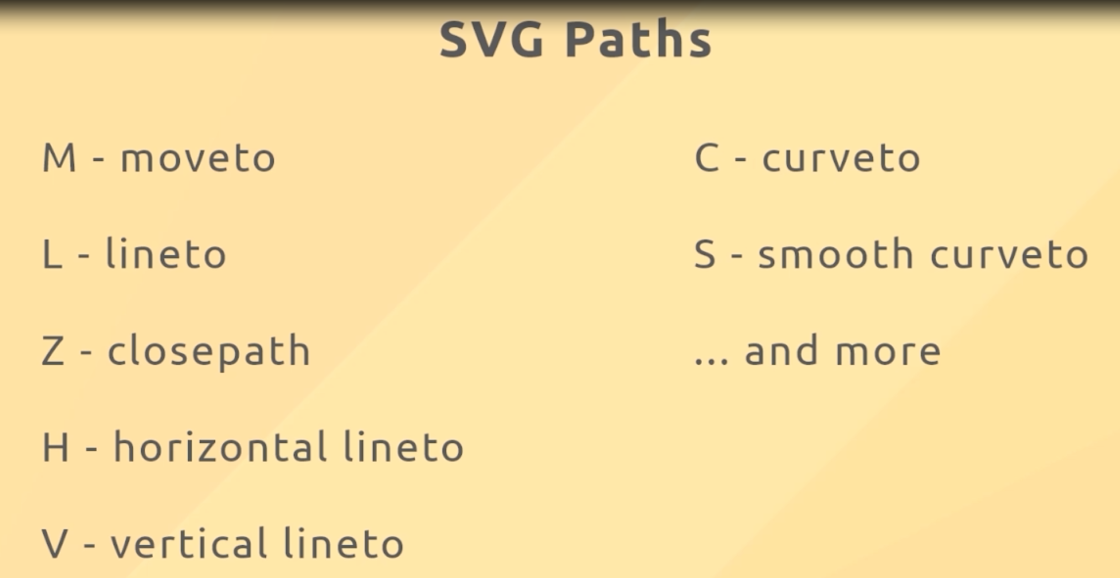 SVG Paths
M - moveto
L - lineto
Z - closepath
H - horizontal lineto
V - vertical lineto
C - curveto
S - smooth curveto
... and more